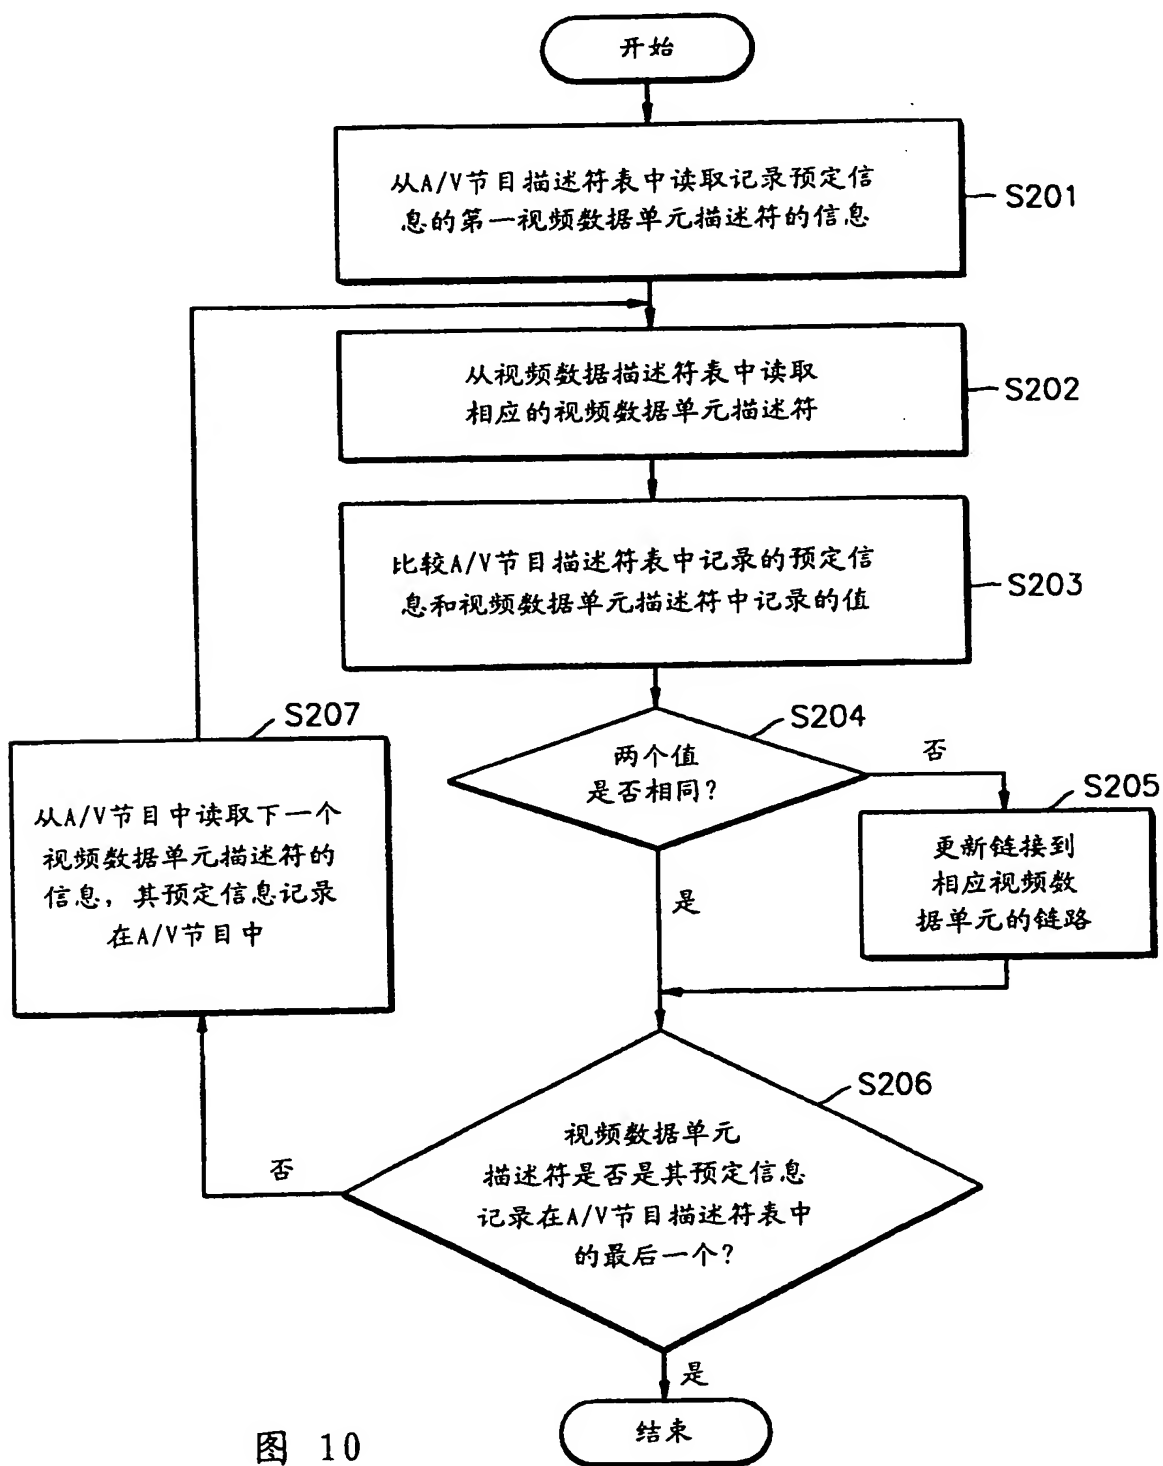 开始
从A/V节目描述符表中读取记录预定信
息的第一视频数据单元描述符的信息
S201
从视频数据描述符表中读取
相应的视频数据单元描述符
S202
比较A/V节目描述符表中记录的预定信
息和视频数据单元描述符中记录的值
S203
S204
两个值
是否相同?
否
是
S205
更新链接到
相应视频数
据单元的链路
S206
视频数据单元
描述符是否是其预定信息
记录在A/V节目描述符表中
的最后一个?
否
是
S207
从A/V节目中读取下一个
视频数据单元描述符的
信息,其预定信息记录
在A/V节目中
结束
图 10